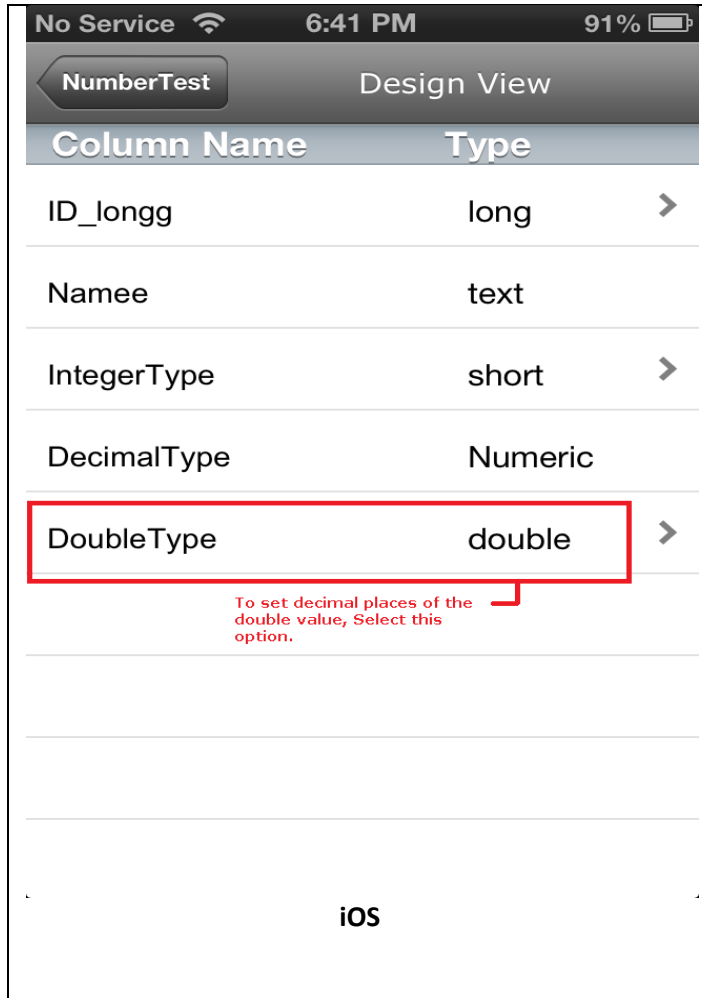 No Service 6:41 PM 91%
NumberTest Design View
Column Name Type
ID_longg long
Namee text
IntegerType short
DecimalType Numeric
DoubleType double
To set decimal places of the
double value, Select this
option.
iOS